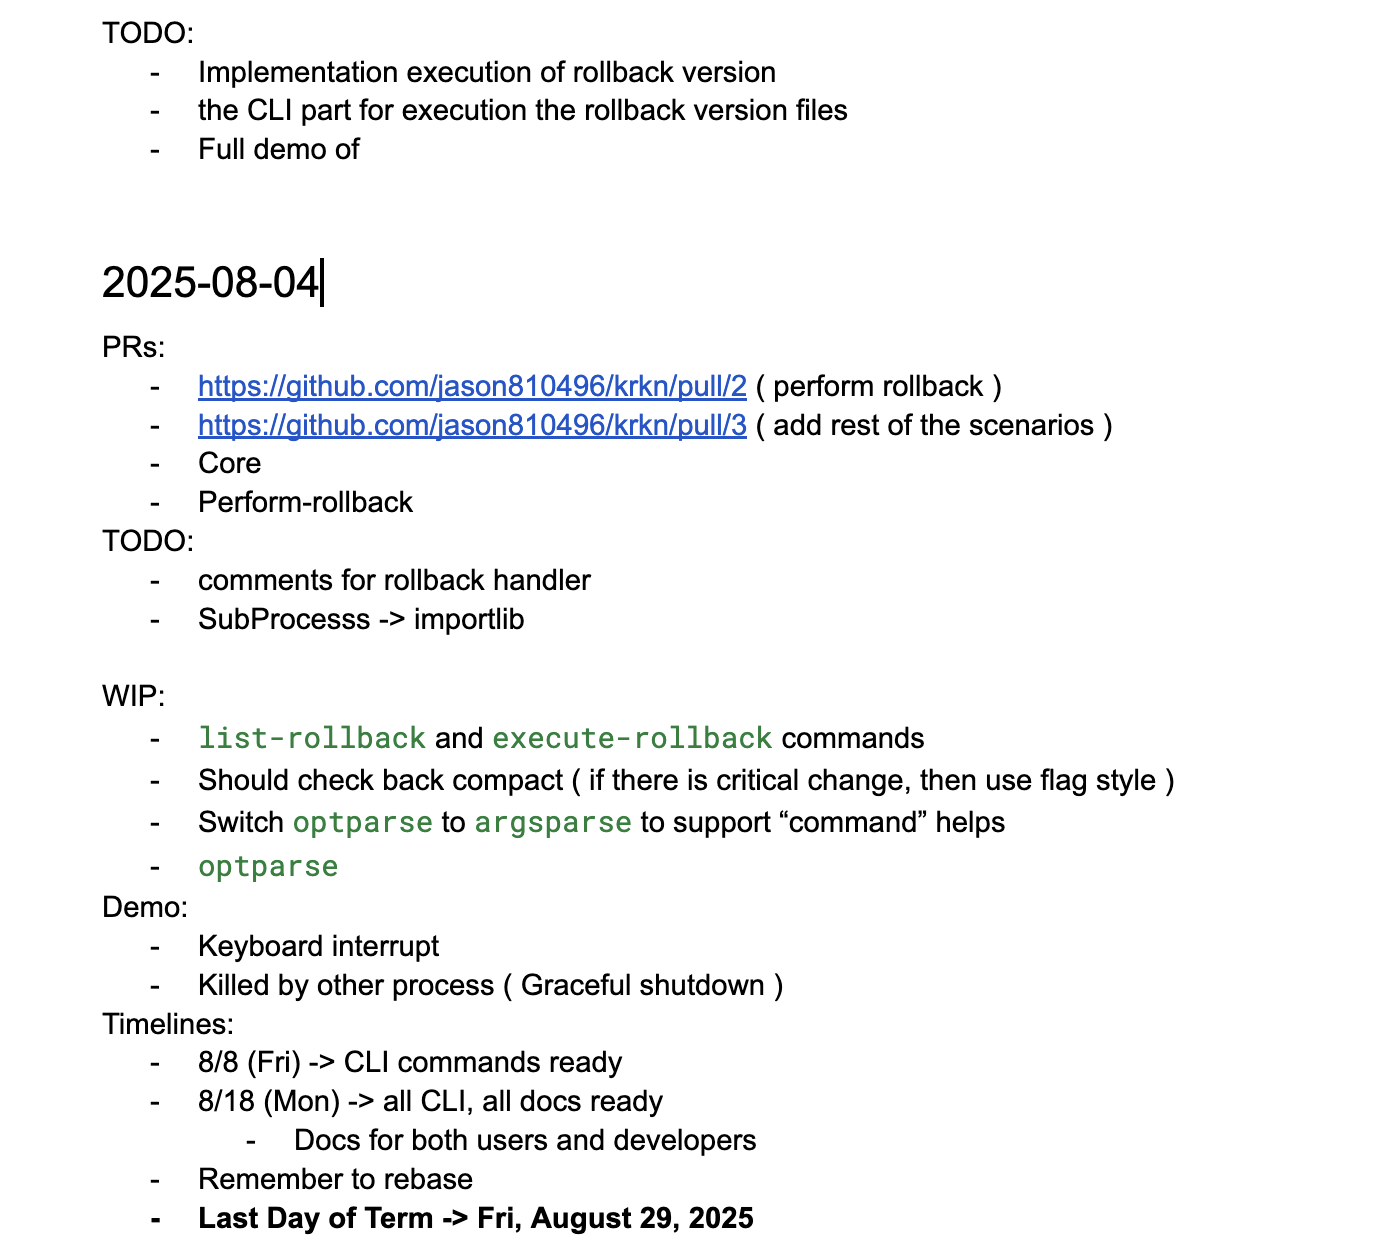 TODO:
- Implementation execution of rollback version
- the CLI part for execution the rollback version files
- Full demo of
2025-08-04
PRs:
- https://github.com/jason810496/krkn/pull/2 ( perform rollback )
- https://github.com/jason810496/krkn/pull/3 ( add rest of the scenarios )
- Core
- Perform-rollback
TODO:
- comments for rollback handler
- SubProcesss -> importlib
WIP:
- list-rollback and execute-rollback commands
- Should check back compact ( if there is critical change, then use flag style )
- Switch optparse to argsparse to support “command” helps
- optparse
Demo:
- Keyboard interrupt
- Killed by other process ( Graceful shutdown )
Timelines:
- 8/8 (Fri) -> CLI commands ready
- 8/18 (Mon) -> all CLI, all docs ready
- Docs for both users and developers
- Remember to rebase
- Last Day of Term -> Fri, August 29, 2025